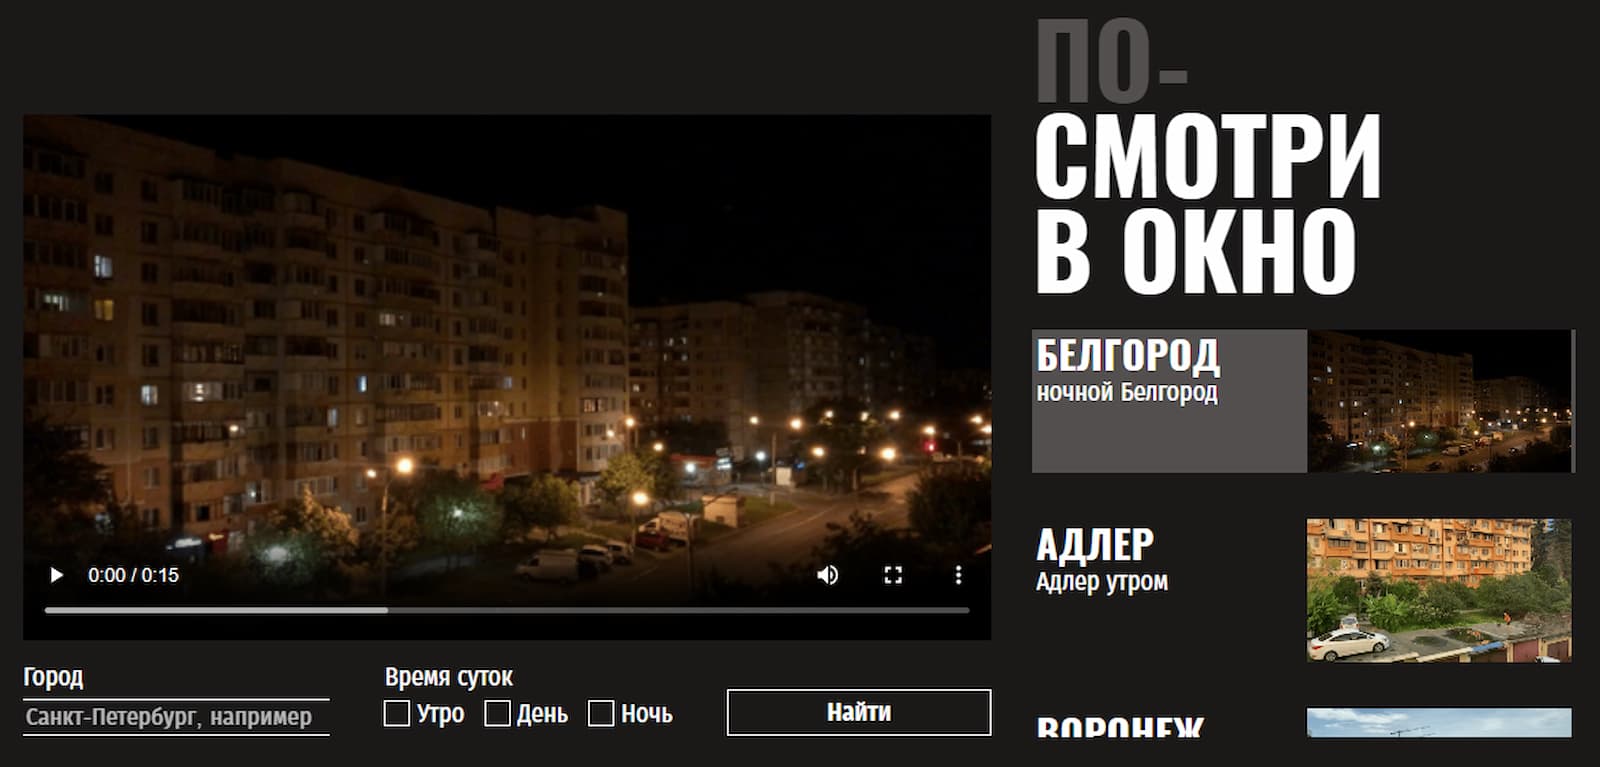 ПО-
СМОТРИ
В ОКНО
БЕЛГОРОД
ночной Белгород
АДЛЕР
Адлер утром
ВОРОНЕЖ
0:00 / 0:15
Город
Санкт-Петербург, например
Время суток
Утро День Ночь
Найти